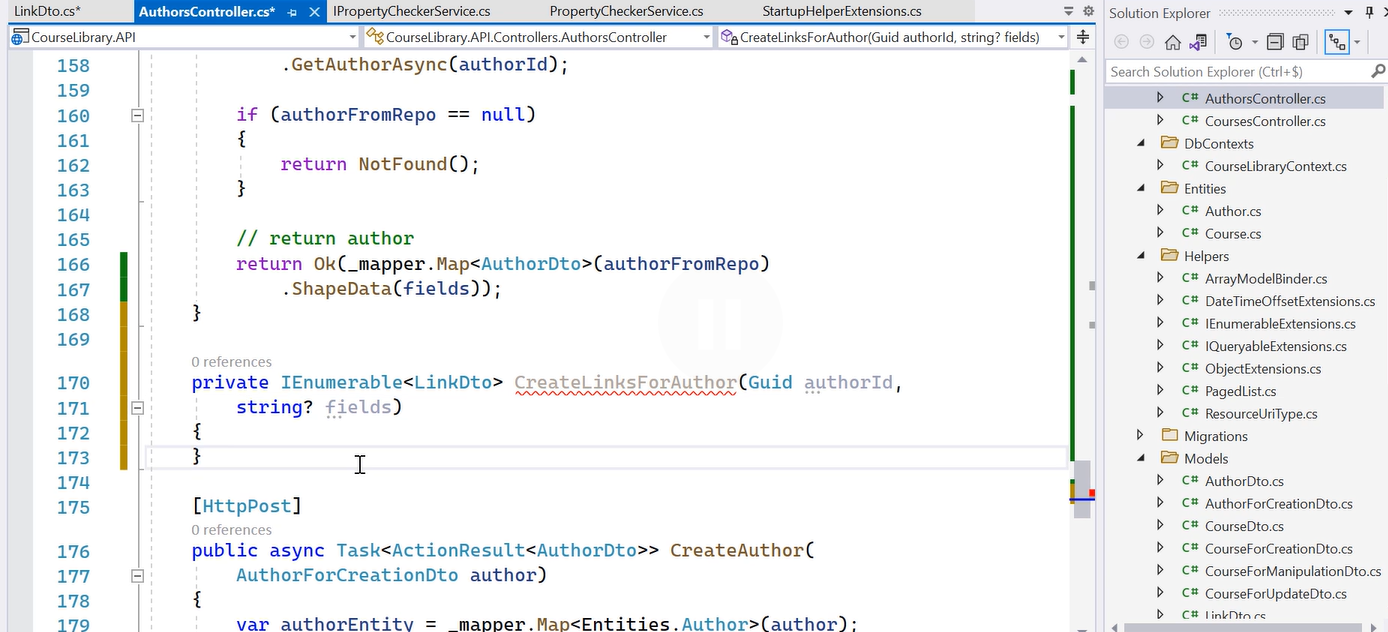 LinkDto.cs* AuthorsController.cs* IPropertyCheckerService.cs PropertyCheckerService.cs StartupHelperExtensions.cs
CourseLibrary.API CourseLibrary.API.Controllers.AuthorsController CreateLinksForAuthor(Guid authorId, string? fields)
158 .GetAuthorAsync(authorId);
159
160 if (authorFromRepo == null)
161 {
162 return NotFound();
163 }
164
165 // return author
166 return Ok(_mapper.Map<AuthorDto>(authorFromRepo)
167 .ShapeData(fields));
168 }
169
0 references
170 private IEnumerable<LinkDto> CreateLinksForAuthor(Guid authorId,
171 string? fields)
172 {
173 }
174
175 [HttpPost]
0 references
176 public async Task<ActionResult<AuthorDto>> CreateAuthor(
177 AuthorForCreationDto author)
178 {
179 var authorEntity = _mapper.Map<Entities.Author>(author);
Solution Explorer
Search Solution Explorer (Ctrl+$)
C# AuthorsController.cs
C# CoursesController.cs
DbContexts
C# CourseLibraryContext.cs
Entities
C# Author.cs
C# Course.cs
Helpers
C# ArrayModelBinder.cs
C# DateTimeOffsetExtensions.cs
C# IEnumerableExtensions.cs
C# IQueryableExtensions.cs
C# ObjectExtensions.cs
C# PagedList.cs
C# ResourceUriType.cs
Migrations
Models
C# AuthorDto.cs
C# AuthorForCreationDto.cs
C# CourseDto.cs
C# CourseForCreationDto.cs
C# CourseForManipulationDto.cs
C# CourseForUpdateDto.cs
C# LinkDto.cs